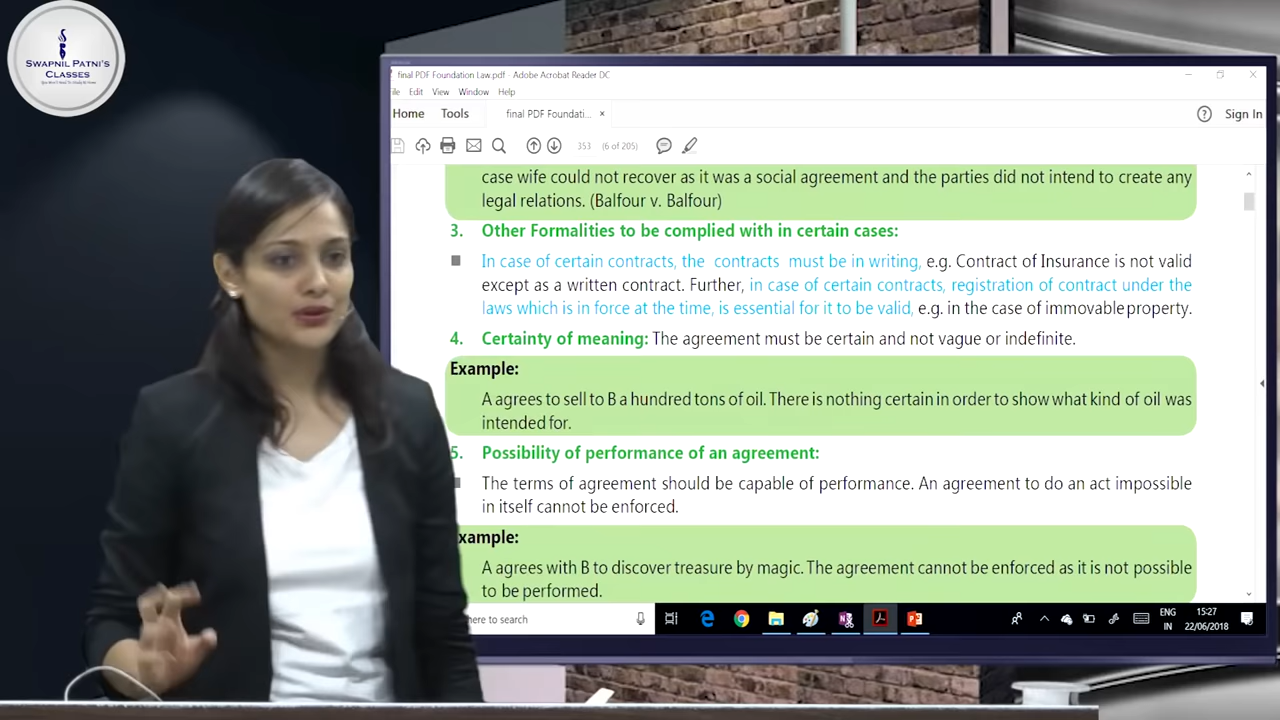 SWAPNIL PATNI'S
CLASSES
final PDF Foundation Law.pdf - Adobe Acrobat Reader DC
ile Edit View Window Help
Home Tools final PDF Foundati... × Sign In
353 (6 of 205)
case wife could not recover as it was a social agreement and the parties did not intend to create any
legal relations. (Balfour v. Balfour)
3. Other Formalities to be complied with in certain cases:
In case of certain contracts, the contracts must be in writing, e.g. Contract of Insurance is not valid
except as a written contract. Further, in case of certain contracts, registration of contract under the
laws which is in force at the time, is essential for it to be valid, e.g. in the case of immovable property.
4. Certainty of meaning: The agreement must be certain and not vague or indefinite.
Example:
A agrees to sell to B a hundred tons of oil. There is nothing certain in order to show what kind of oil was
intended for.
5. Possibility of performance of an agreement:
The terms of agreement should be capable of performance. An agreement to do an act impossible
in itself cannot be enforced.
xample:
A agrees with B to discover treasure by magic. The agreement cannot be enforced as it is not possible
to be performed.
here to search
ENG 15:27
IN 22/06/2018